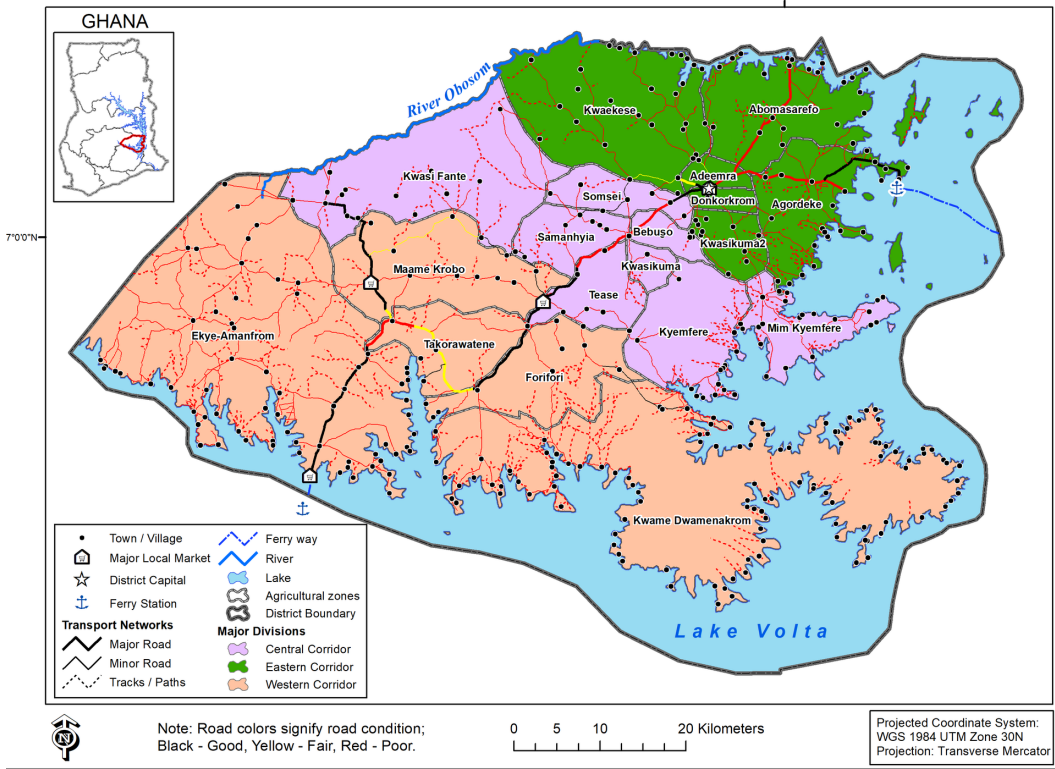 GHANA
River Obosom
Kwaekese
Abomasarefo
Kwasi Fante
Adeemra
Somsei
Donkorkrom
Agordeke
7°0'0"N
Samanhyia
Bebuso
Kwasikuma2
Maame Krobo
Kwasikuma
Tease
Ekye-Amanfrom
Takorawatene
Kyemfere
Mim Kyemfere
Forifori
Kwame Dwamenakrom
Lake Volta
Town / Village
Major Local Market
District Capital
Ferry Station
Transport Networks
Major Road
Minor Road
Tracks / Paths
Ferry way
River
Lake
Agricultural zones
District Boundary
Major Divisions
Central Corridor
Eastern Corridor
Western Corridor
N
Note: Road colors signify road condition;
Black - Good, Yellow - Fair, Red - Poor.
0 5 10 20 Kilometers
Projected Coordinate System:
WGS 1984 UTM Zone 30N
Projection: Transverse Mercator